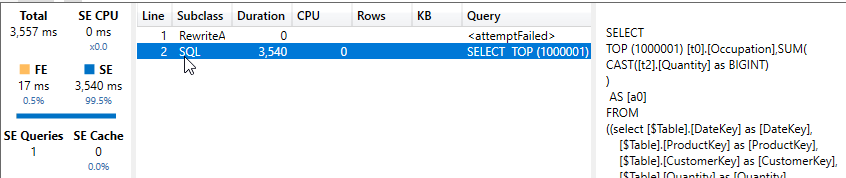 Total SE CPU Line Subclass Duration CPU Rows KB Query
3,557 ms 0 ms
x0.0
FE SE
17 ms 3,540 ms
0.5% 99.5%
SE Queries SE Cache
1 0
0.0%
1 RewriteA 0 <attemptFailed>
2 SQL 3,540 0 SELECT TOP (1000001)
SELECT
TOP (1000001) [t0].[Occupation],SUM(
CAST([t2].[Quantity] as BIGINT)
)
AS [a0]
FROM
((select [$Table].[DateKey] as [DateKey],
[$Table].[ProductKey] as [ProductKey],
[$Table].[CustomerKey] as [CustomerKey],
[$Table].[Quantity] as [Quantity]